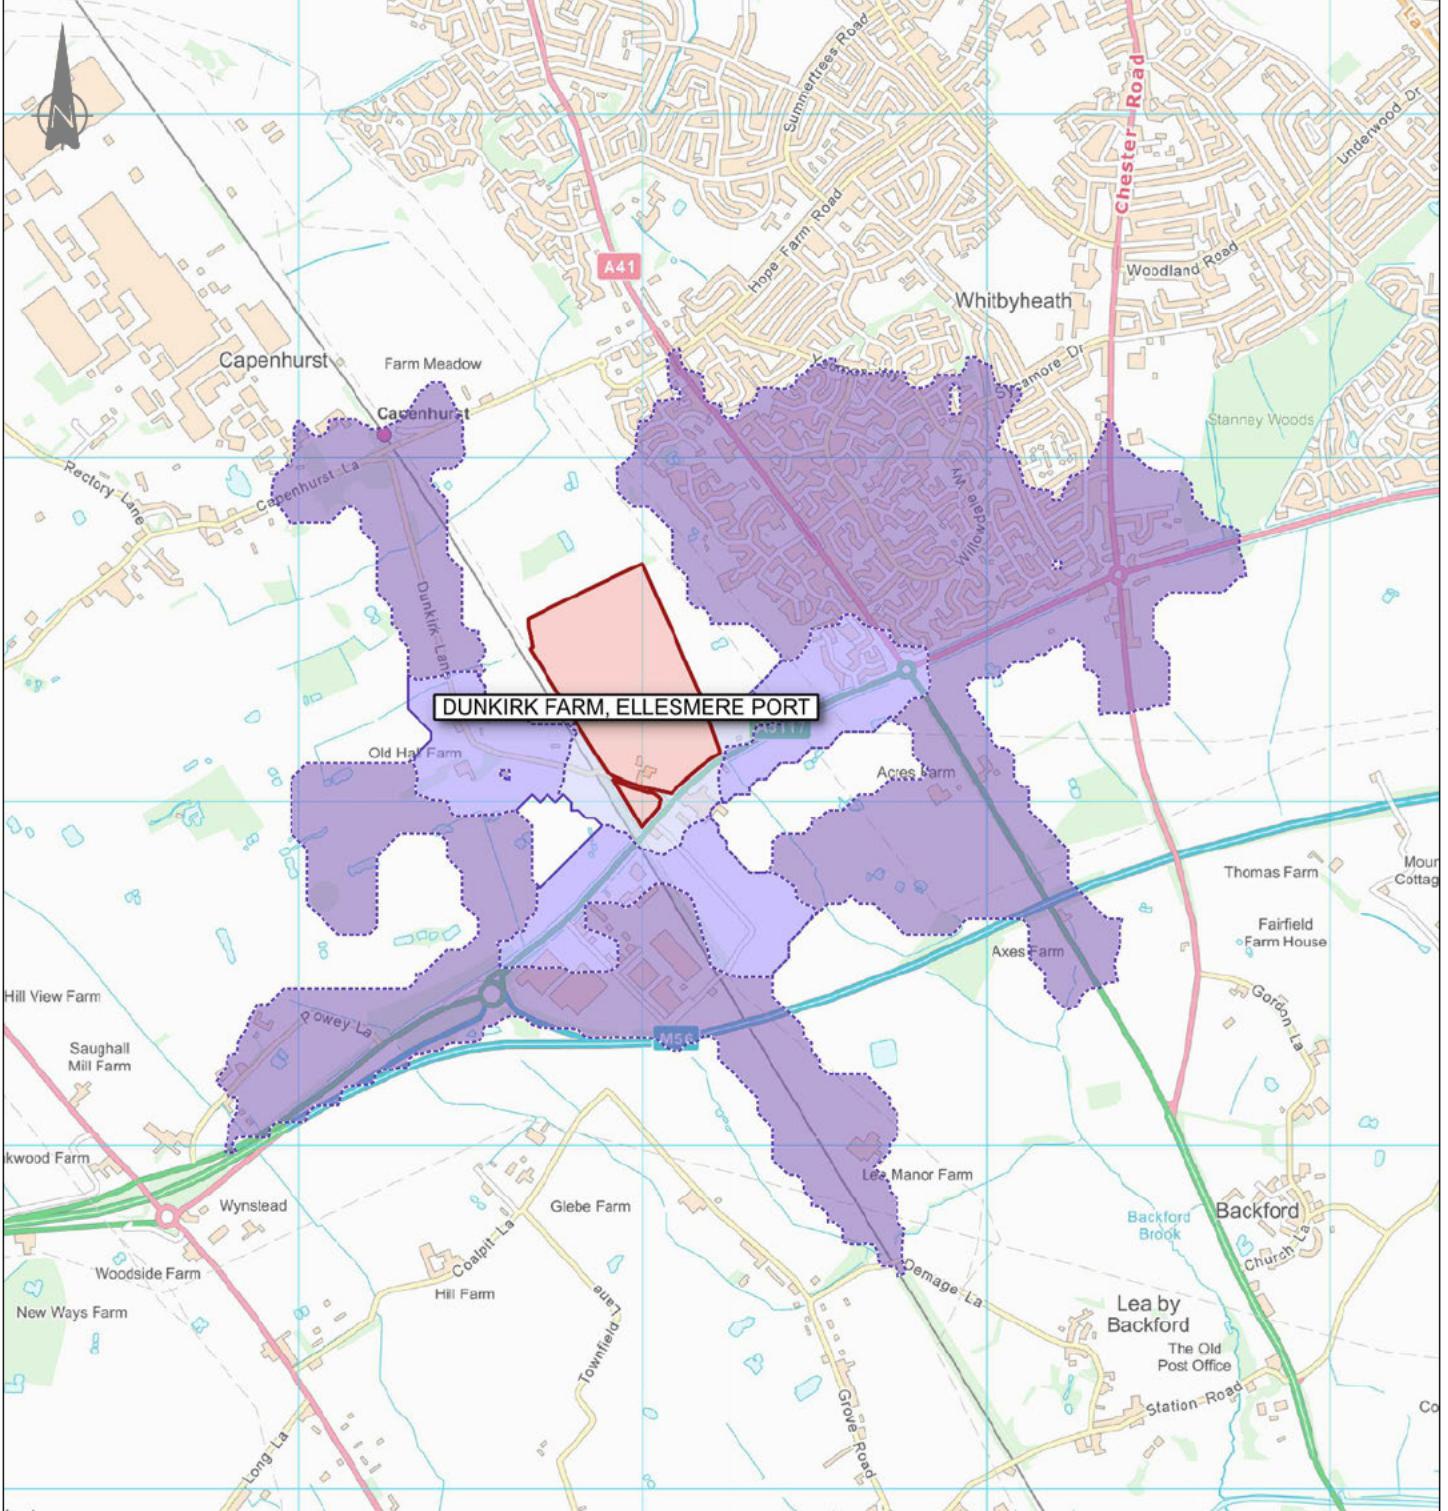 N
Summertrees Road
Underwood Dr
Chester Road
Hope Farm Road
A41
Woodland Road
Whitbyheath
Capenhurst
Farm Meadow
Sycamore Dr
Capenhurst
Stanney Woods
Capenhurst La
Rectory Lane
Willowdale Way
Dunkirk Lane
DUNKIRK FARM, ELLESMERE PORT
A5117
Old Hall Farm
Acres Farm
Thomas Farm
Cottag
Fairfield
Farm House
Axes Farm
Hill View Farm
Gordon La
Powey La
M56
Saughall
Mill Farm
kwood Farm
Lea Manor Farm
Wynstead
Glebe Farm
Backford
Brook
Backford
Church La
Coalpit La
Woodside Farm
Demage La
Hill Farm
New Ways Farm
Townfield Lane
Lea by
Backford
The Old
Post Office
Station Road
Grove Road
Co
Long La